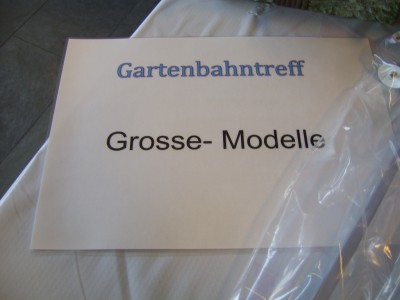 Gartenbahntreff
Grosse- Modelle